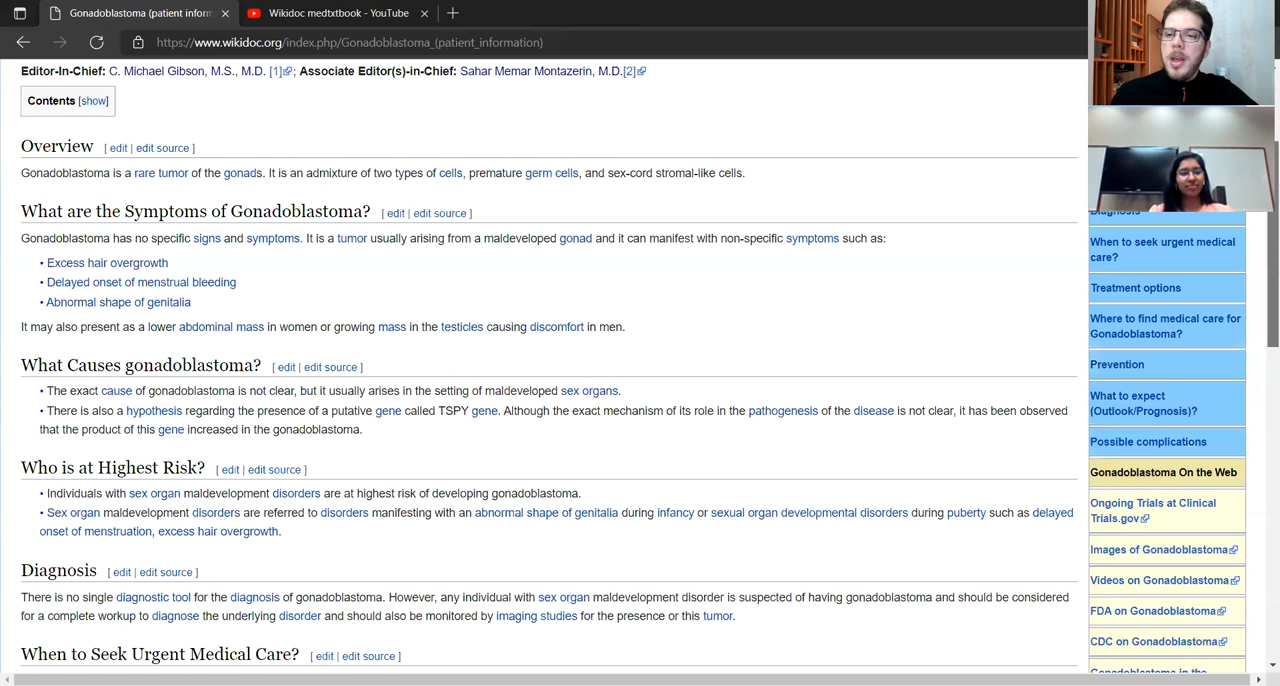 Gonadoblastoma (patient inform
Wikidoc medtxtbook - YouTube
https://www.wikidoc.org/index.php/Gonadoblastoma_(patient_information)
Editor-In-Chief: C. Michael Gibson, M.S., M.D. [1]; Associate Editor(s)-in-Chief: Sahar Memar Montazerin, M.D.[2]
Contents [show]
Overview [ edit | edit source ]
Gonadoblastoma is a rare tumor of the gonads. It is an admixture of two types of cells, premature germ cells, and sex-cord stromal-like cells.
What are the Symptoms of Gonadoblastoma? [ edit | edit source ]
Gonadoblastoma has no specific signs and symptoms. It is a tumor usually arising from a maldeveloped gonad and it can manifest with non-specific symptoms such as:
• Excess hair overgrowth
• Delayed onset of menstrual bleeding
• Abnormal shape of genitalia
It may also present as a lower abdominal mass in women or growing mass in the testicles causing discomfort in men.
What Causes gonadoblastoma? [ edit | edit source ]
• The exact cause of gonadoblastoma is not clear, but it usually arises in the setting of maldeveloped sex organs.
• There is also a hypothesis regarding the presence of a putative gene called TSPY gene. Although the exact mechanism of its role in the pathogenesis of the disease is not clear, it has been observed
that the product of this gene increased in the gonadoblastoma.
Who is at Highest Risk? [ edit | edit source ]
• Individuals with sex organ maldevelopment disorders are at highest risk of developing gonadoblastoma.
• Sex organ maldevelopment disorders are referred to disorders manifesting with an abnormal shape of genitalia during infancy or sexual organ developmental disorders during puberty such as delayed
onset of menstruation, excess hair overgrowth.
Diagnosis [ edit | edit source ]
There is no single diagnostic tool for the diagnosis of gonadoblastoma. However, any individual with sex organ maldevelopment disorder is suspected of having gonadoblastoma and should be considered
for a complete workup to diagnose the underlying disorder and should also be monitored by imaging studies for the presence or this tumor.
When to Seek Urgent Medical Care? [ edit | edit source ]
Diagnosis
When to seek urgent medical
care?
Treatment options
Where to find medical care for
Gonadoblastoma?
Prevention
What to expect
(Outlook/Prognosis)?
Possible complications
Gonadoblastoma On the Web
Ongoing Trials at Clinical
Trials.gov
Images of Gonadoblastoma
Videos on Gonadoblastoma
FDA on Gonadoblastoma
CDC on Gonadoblastoma
Gonadoblastoma in the